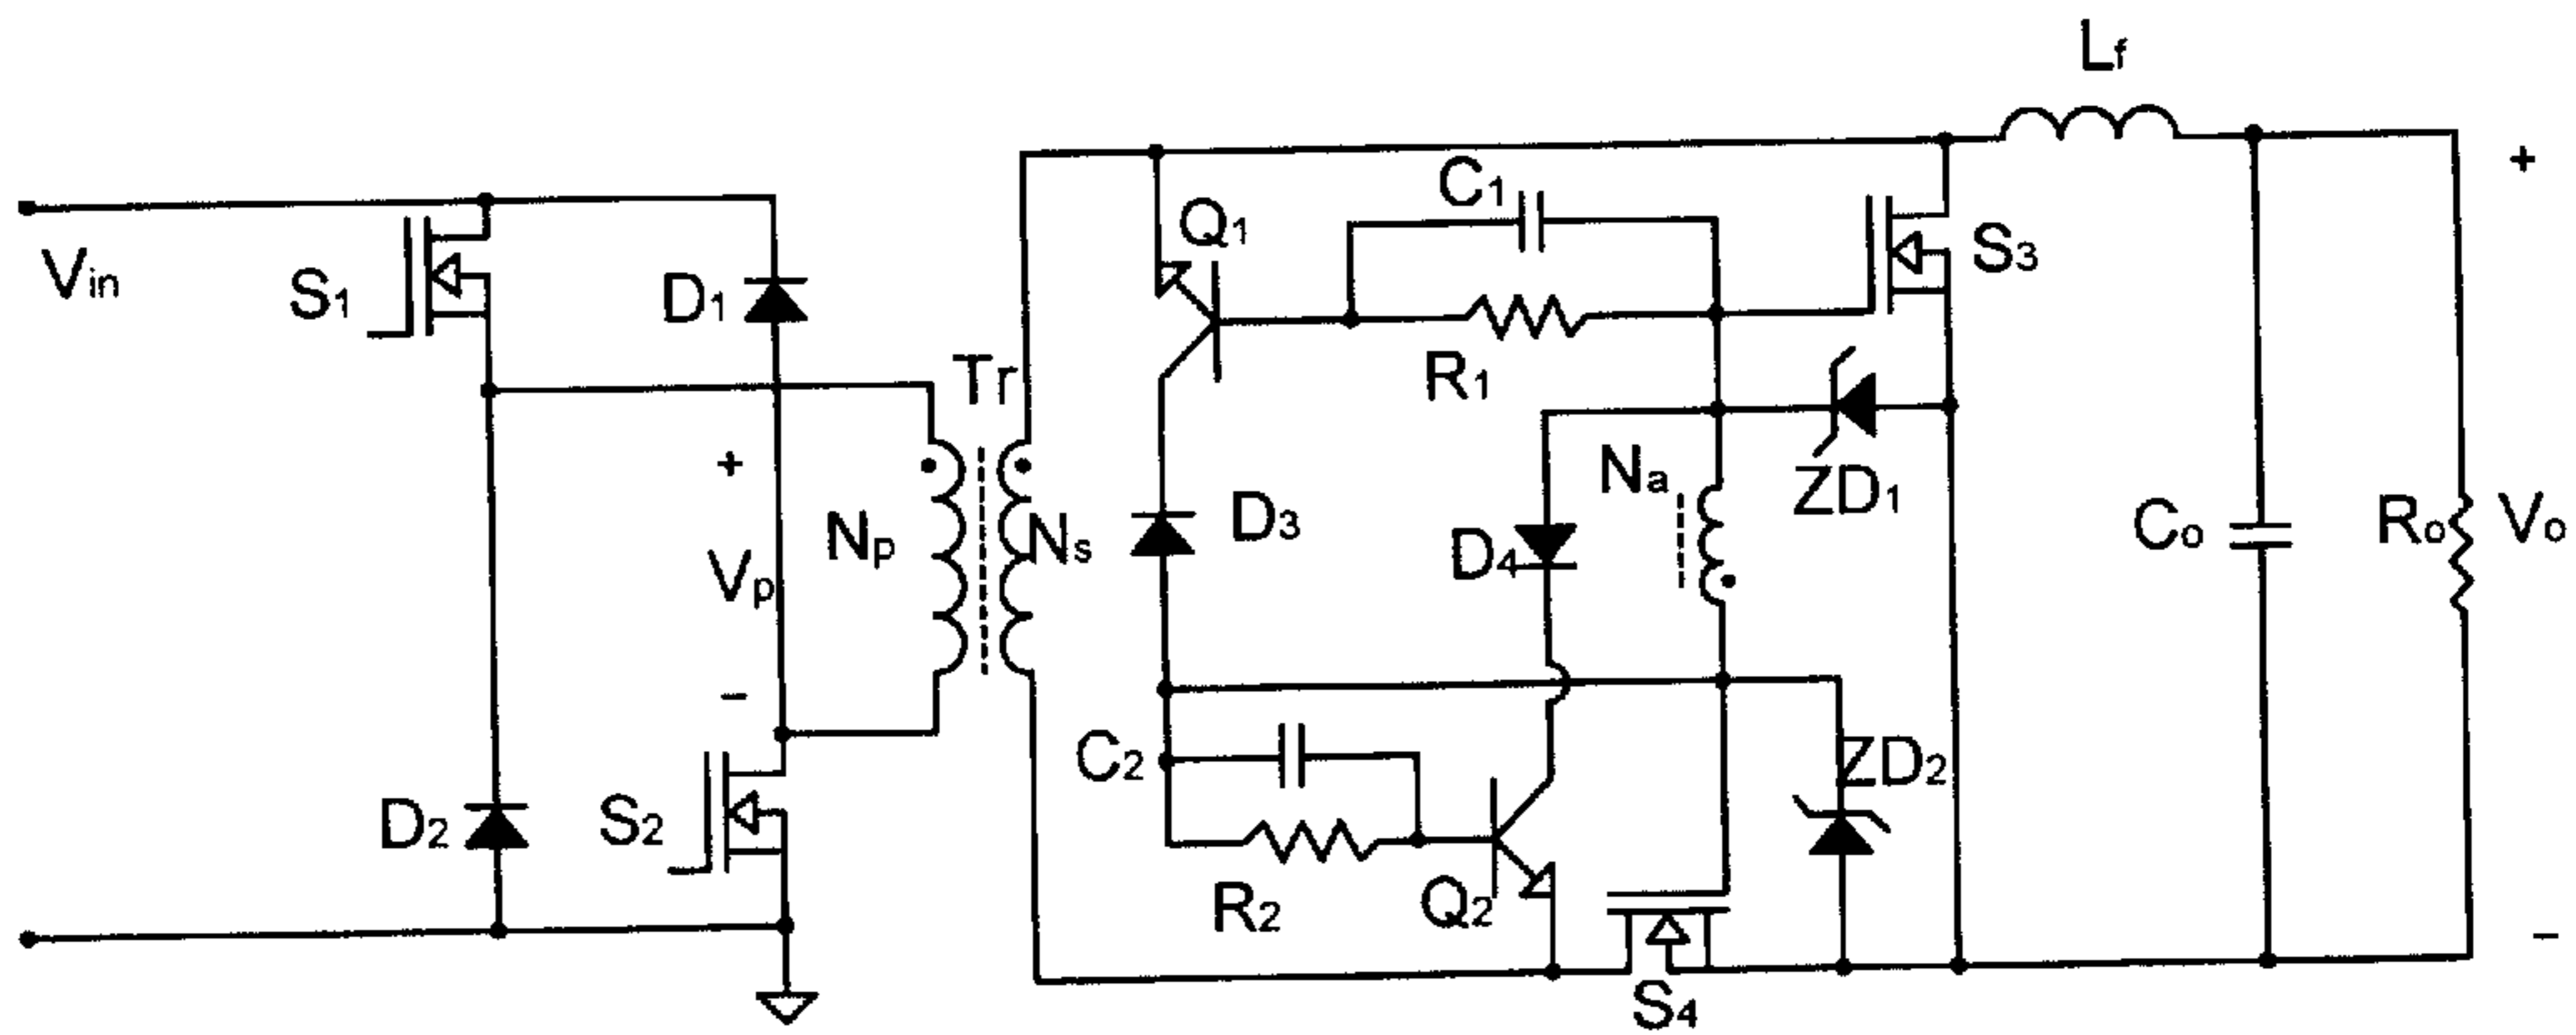 Lf
C1
Q1
S3
+
Vin
S1
D1
R1
Tr
+
Na
ZD1
Np
Ns
D3
D4
Co
Ro
Vo
Vp
−
C2
ZD2
D2
S2
R2
Q2
S4
−